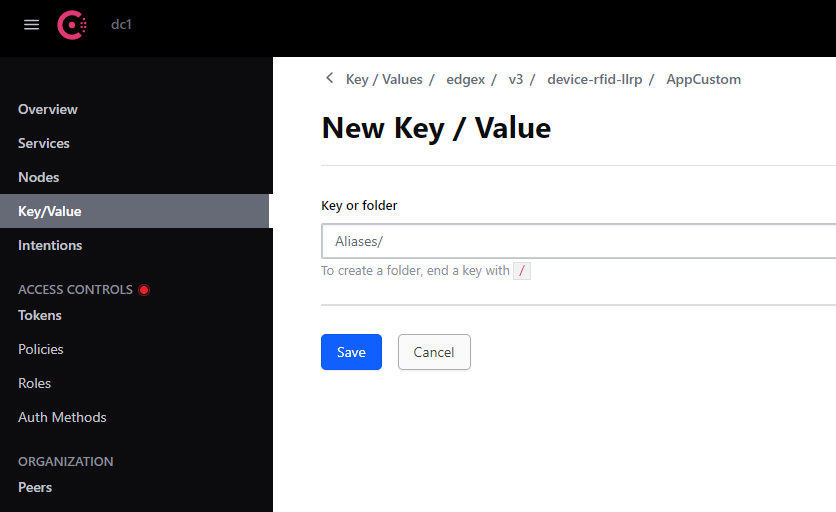 dc1
Overview
Services
Nodes
Key/Value
Intentions
ACCESS CONTROLS
Tokens
Policies
Roles
Auth Methods
ORGANIZATION
Peers
Key / Values / edgex / v3 / device-rfid-llrp / AppCustom
New Key / Value
Key or folder
Aliases/
To create a folder, end a key with /
Save Cancel